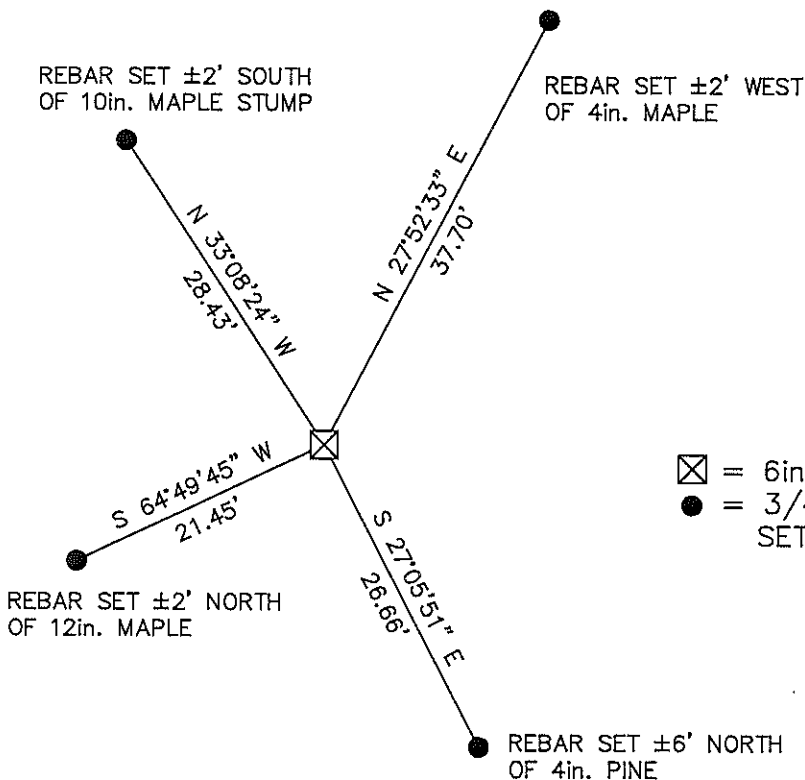 REBAR SET ±2' SOUTH
OF 10in. MAPLE STUMP
REBAR SET ±2' WEST
OF 4in. MAPLE
N 33°08'24" W
28.43'
N 27°52'33" E
37.70'
S 64°49'45" W
21.45'
S 27°05'51" E
26.66'
= 6in
= 3/4
SET
REBAR SET ±2' NORTH
OF 12in. MAPLE
REBAR SET ±6' NORTH
OF 4in. PINE